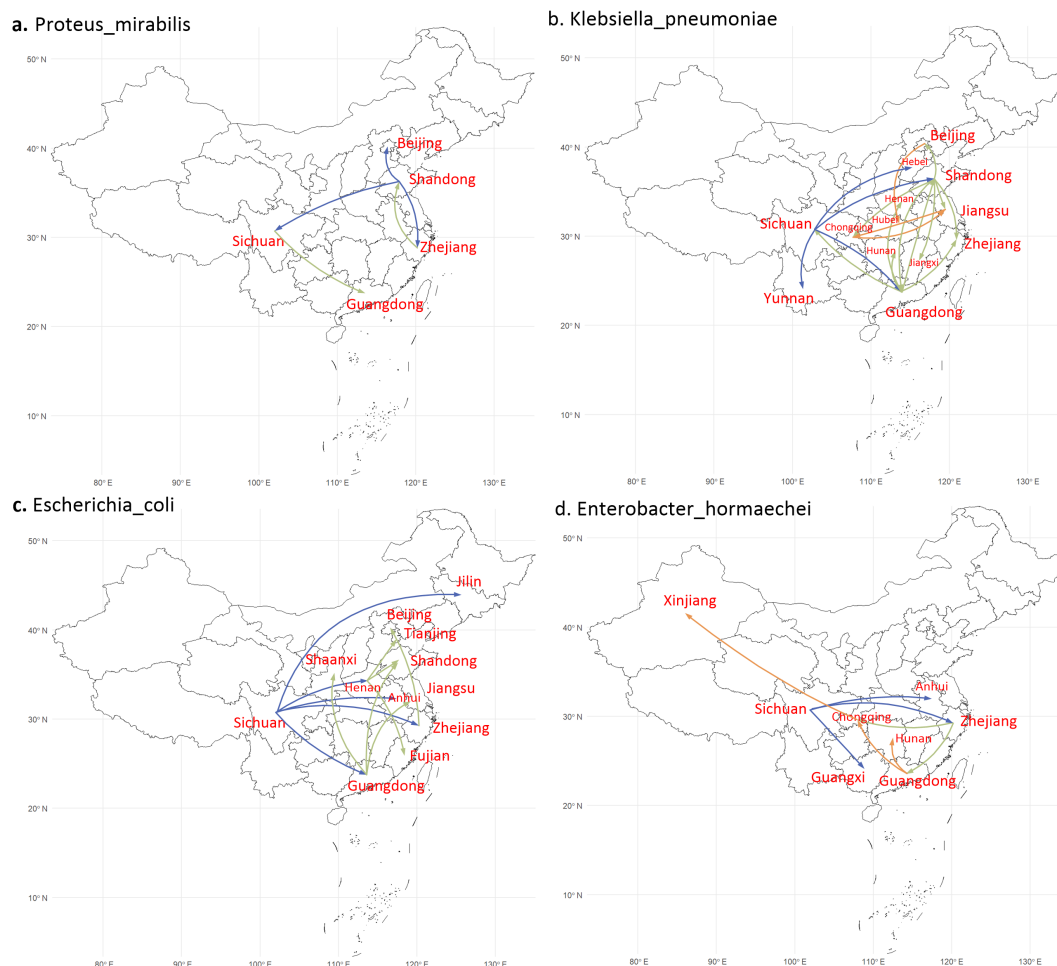 a. Proteus_mirabilis
50° N
40° N
30° N
20° N
10° N
80° E 90° E 100° E 110° E 120° E 130° E
Beijing
Shandong
Sichuan
Zhejiang
Guangdong
b. Klebsiella_pneumoniae
50° N
40° N
30° N
20° N
10° N
80° E 90° E 100° E 110° E 120° E 130° E
Beijing
Hebei
Shandong
Henan
Jiangsu
Hubei
Sichuan
Chongqing
Zhejiang
Hunan
Jiangxi
Yunnan
Guangdong
c. Escherichia_coli
50° N
40° N
30° N
20° N
10° N
80° E 90° E 100° E 110° E 120° E 130° E
Jilin
Beijing
Tianjing
Shaanxi
Shandong
Henan
Jiangsu
Anhui
Sichuan
Zhejiang
Fujian
Guangdong
d. Enterobacter_hormaechei
50° N
40° N
30° N
20° N
10° N
80° E 90° E 100° E 110° E 120° E 130° E
Xinjiang
Anhui
Sichuan
Chongqing
Zhejiang
Hunan
Guangxi
Guangdong